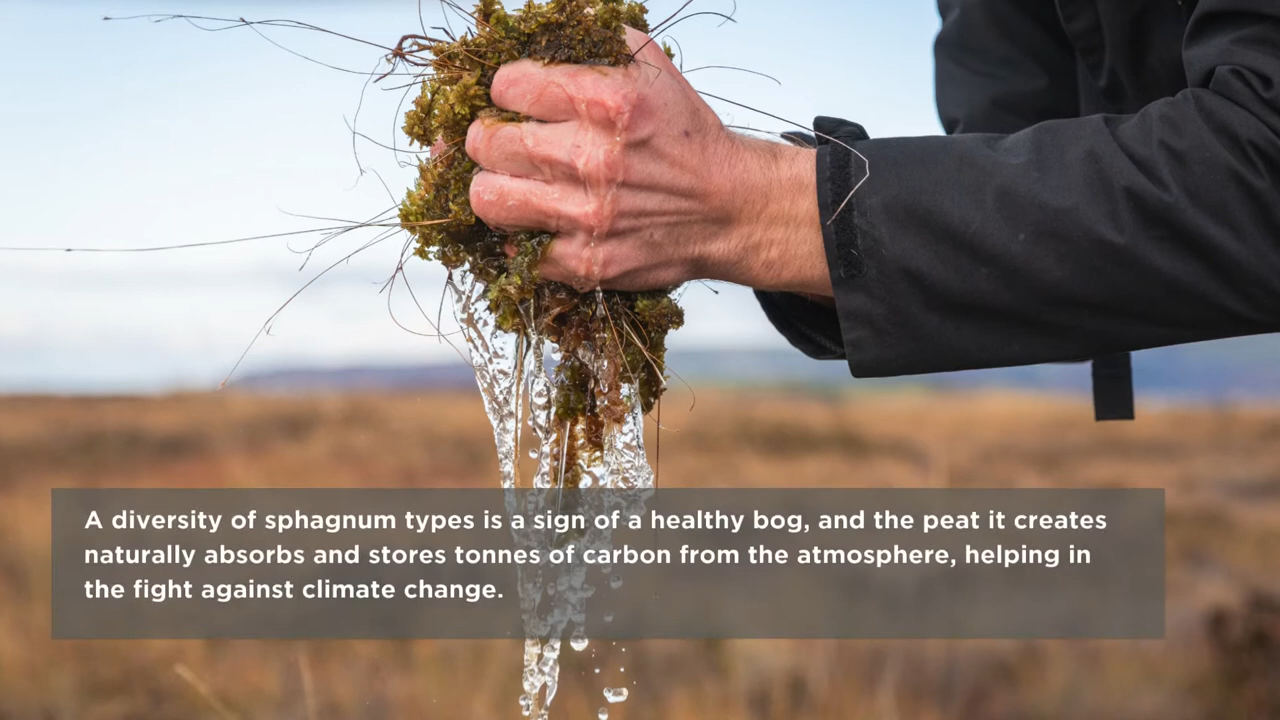 A diversity of sphagnum types is a sign of a healthy bog, and the peat it creates
naturally absorbs and stores tonnes of carbon from the atmosphere, helping in
the fight against climate change.